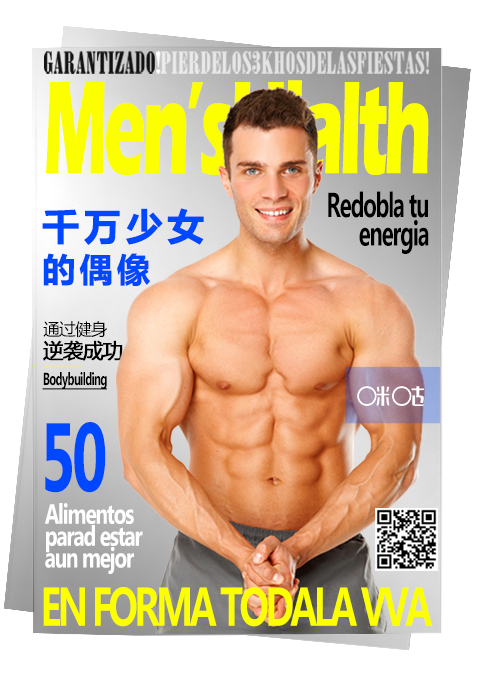 GARANTIZADO!PIERDELOS3KHOSDELASFIESTAS!
Men's Health
Redobla tu
energia
千万少女
的偶像
通过健身
逆袭成功
Bodybuilding
咪咕
50
Alimentos
parad estar
aun mejor
EN FORMA TODALA VVA